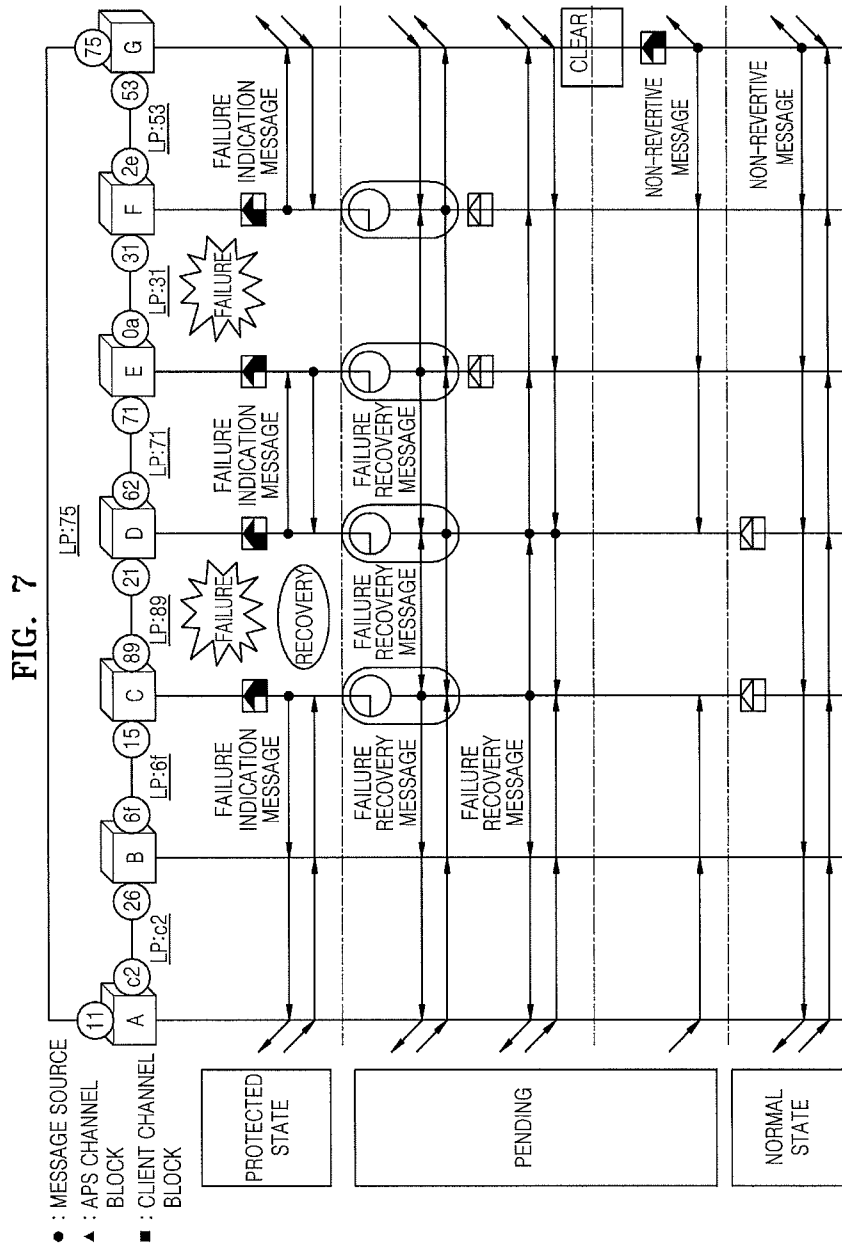 FIG. 7
● : MESSAGE SOURCE
▲ : APS CHANNEL
BLOCK
■ : CLIENT CHANNEL
BLOCK
LP:75
11
A
c2
LP:c2
26
B
6f
LP:6f
15
C
89
LP:89
21
D
62
LP:71
71
E
0a
LP:31
31
F
2e
LP:53
53
G
75
PROTECTED
STATE
FAILURE
INDICATION
MESSAGE
FAILURE
RECOVERY
FAILURE
INDICATION
MESSAGE
FAILURE
FAILURE
INDICATION
MESSAGE
PENDING
FAILURE
RECOVERY
MESSAGE
FAILURE
RECOVERY
MESSAGE
FAILURE
RECOVERY
MESSAGE
FAILURE
RECOVERY
MESSAGE
CLEAR
NON-REVERTIVE
MESSAGE
NORMAL
STATE
NON-REVERTIVE
MESSAGE